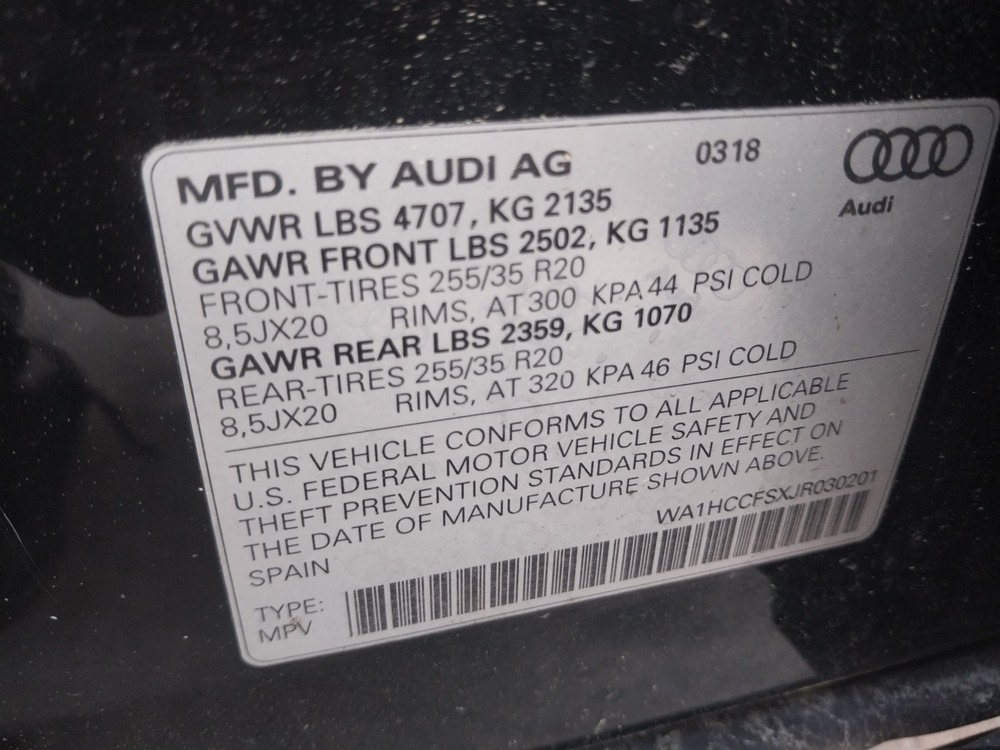 MFD. BY AUDI AG 0318
Audi
GVWR LBS 4707, KG 2135
GAWR FRONT LBS 2502, KG 1135
FRONT-TIRES 255/35 R20
8,5JX20 RIMS, AT 300 KPA 44 PSI COLD
GAWR REAR LBS 2359, KG 1070
REAR-TIRES 255/35 R20
8,5JX20 RIMS, AT 320 KPA 46 PSI COLD
THIS VEHICLE CONFORMS TO ALL APPLICABLE
U.S. FEDERAL MOTOR VEHICLE SAFETY AND
THEFT PREVENTION STANDARDS IN EFFECT ON
THE DATE OF MANUFACTURE SHOWN ABOVE.
SPAIN WA1HCCFSXJR030201
TYPE:
MPV